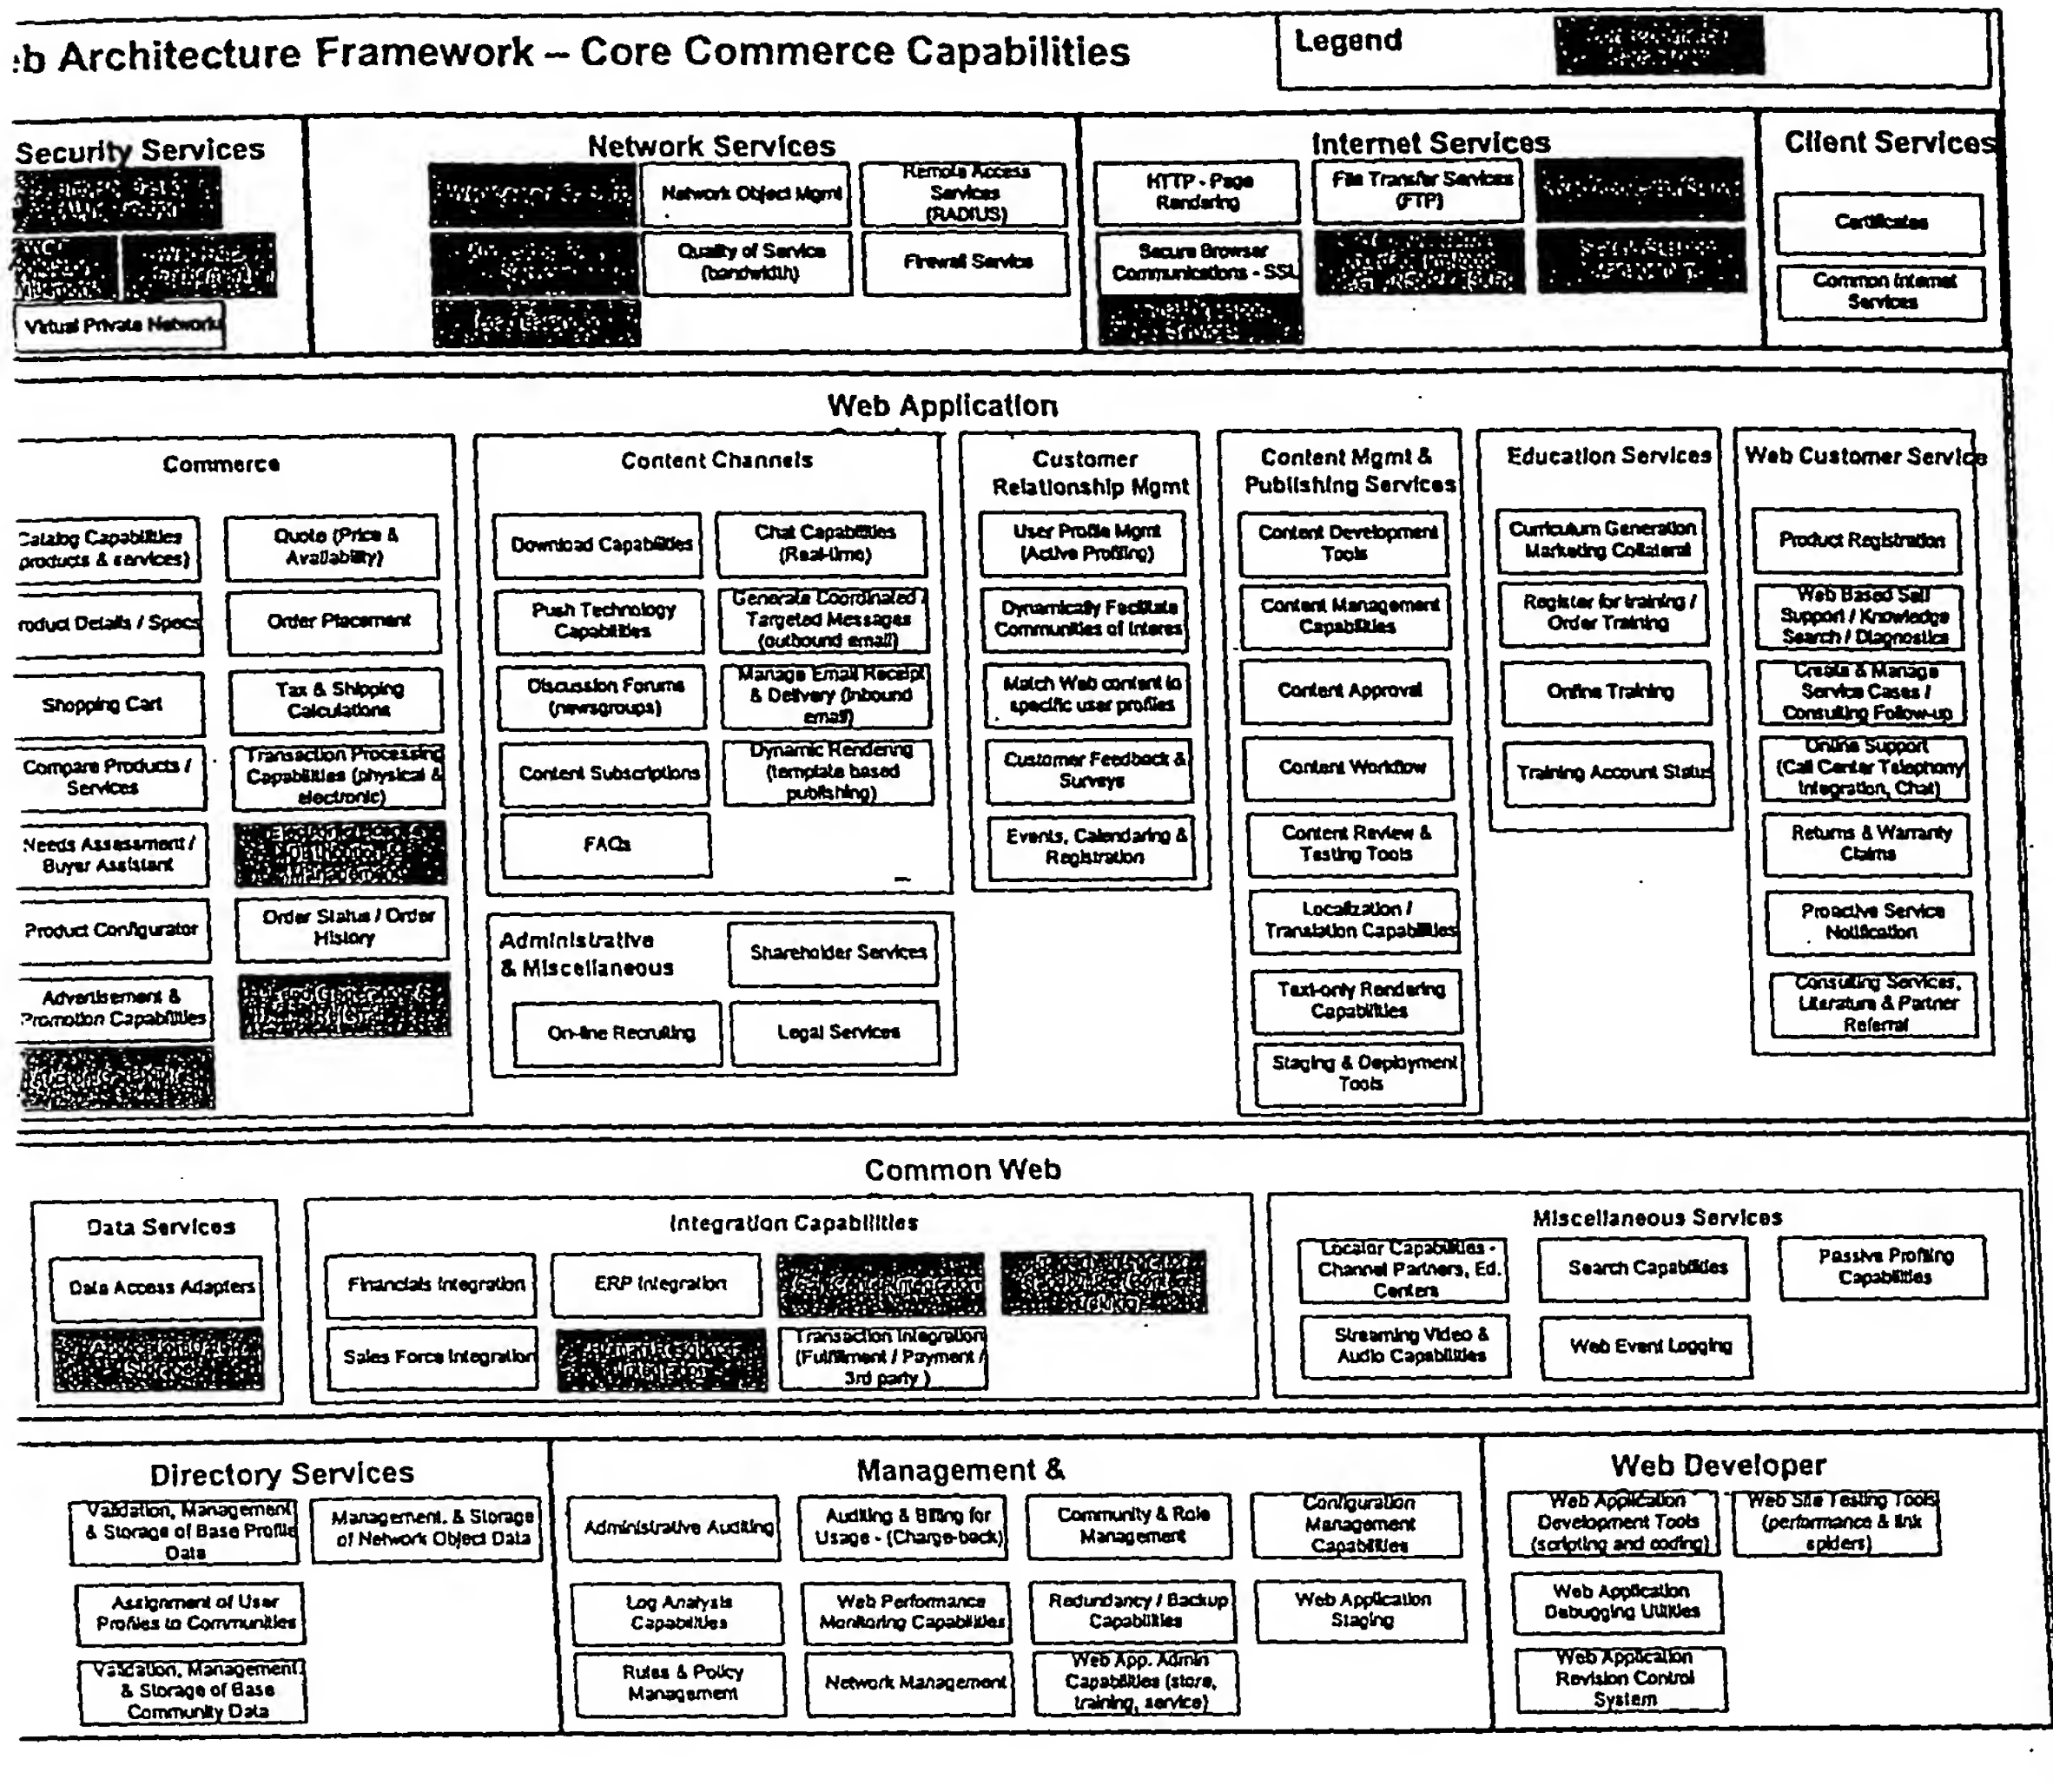 :b Architecture Framework – Core Commerce Capabilities
Legend
Security Services
Virtual Private Networks
Network Services
Network Object Mgmt
Remote Access
Services
(RADIUS)
Quality of Service
(bandwidth)
Firewall Service
Internet Services
HTTP - Page
Rendering
File Transfer Services
(FTP)
Secure Browser
Communications - SSL
Client Services
Certificates
Common Internet
Services
Web Application
Commerce
Catalog Capabilities
products & services)
Quote (Price &
Availability)
roduct Details / Specs
Order Placement
Shopping Cart
Tax & Shipping
Calculations
Compare Products /
Services
Transaction Processing
Capabilities (physical &
electronic)
Needs Assessment /
Buyer Assistant
Product Configurator
Order Status / Order
History
Advertisement &
Promotion Capabilities
Content Channels
Download Capabilities
Chat Capabilities
(Real-time)
Push Technology
Capabilities
Generate Coordinated /
Targeted Messages
(outbound email)
Discussion Forums
(newsgroups)
Manage Email Receipt
& Delivery (Inbound
email)
Content Subscriptions
Dynamic Rendering
(template based
publishing)
FAQs
Administrative
& Miscellaneous
Shareholder Services
On-line Recruiting
Legal Services
Customer
Relationship Mgmt
User Profile Mgmt
(Active Profiling)
Dynamically Facilitate
Communities of Interes
Match Web content to
specific user profiles
Customer Feedback &
Surveys
Events, Calendaring &
Registration
Content Mgmt &
Publishing Services
Content Development
Tools
Content Management
Capabilities
Content Approval
Content Workflow
Content Review &
Testing Tools
Localization /
Translation Capabilities
Text-only Rendering
Capabilities
Staging & Deployment
Tools
Education Services
Curriculum Generation
Marketing Collateral
Register for training /
Order Training
Online Training
Training Account Status
Web Customer Service
Product Registration
Web Based Self
Support / Knowledge
Search / Diagnostics
Create & Manage
Service Cases /
Consulting Follow-up
Online Support
(Call Center Telephony
Integration, Chat)
Returns & Warranty
Claims
Proactive Service
Notification
Consulting Services,
Literature & Partner
Referral
Common Web
Data Services
Data Access Adapters
Integration Capabilities
Financials Integration
ERP Integration
Sales Force Integration
Transaction Integration
(Fulfillment / Payment /
3rd party )
Miscellaneous Services
Locator Capabilities -
Channel Partners, Ed.
Centers
Search Capabilities
Passive Profiling
Capabilities
Streaming Video &
Audio Capabilities
Web Event Logging
Directory Services
Validation, Management
& Storage of Base Profile
Data
Management. & Storage
of Network Object Data
Assignment of User
Profiles to Communities
Validation, Management
& Storage of Base
Community Data
Management &
Administrative Auditing
Auditing & Billing for
Usage - (Charge-back)
Community & Role
Management
Configuration
Management
Capabilities
Log Analysis
Capabilities
Web Performance
Monitoring Capabilities
Redundancy / Backup
Capabilities
Web Application
Staging
Rules & Policy
Management
Network Management
Web App. Admin
Capabilities (store,
training, service)
Web Developer
Web Application
Development Tools
(scripting and coding)
Web Site Testing Tools
(performance & link
spiders)
Web Application
Debugging Utilities
Web Application
Revision Control
System